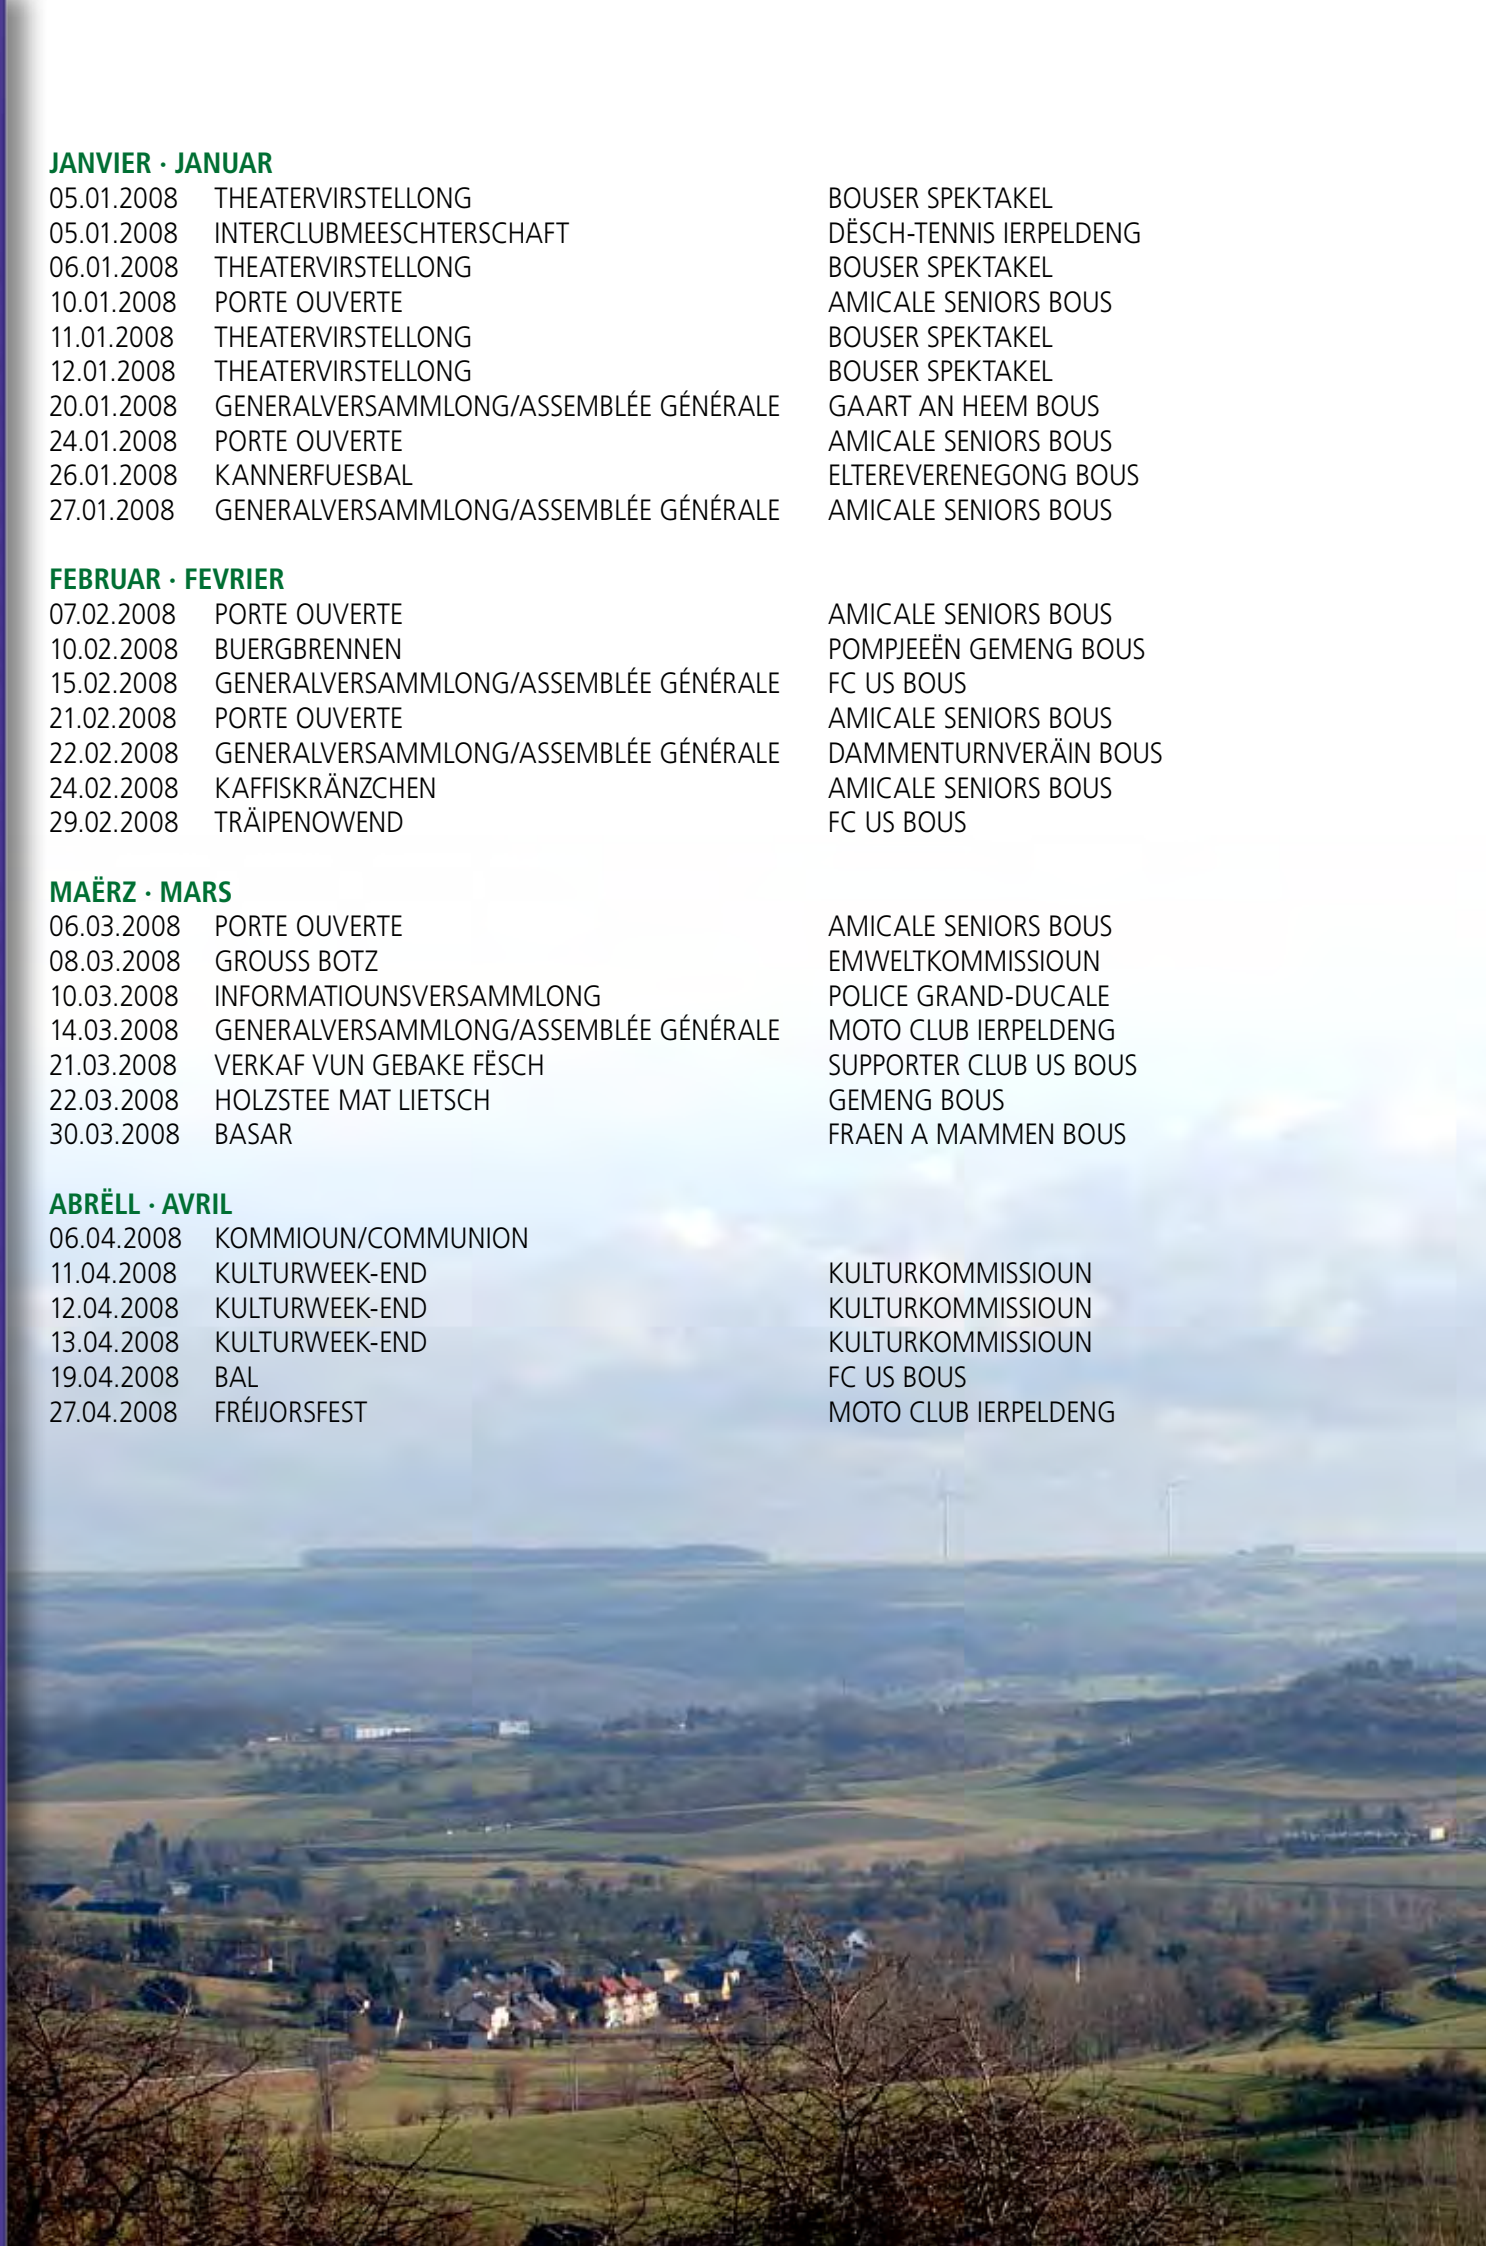 JANVIER · JANUAR
05.01.2008 THEATERVIRSTELLONG BOUSER SPEKTAKEL
05.01.2008 INTERCLUBMEESCHTERSCHAFT DËSCH-TENNIS IERPELDENG
06.01.2008 THEATERVIRSTELLONG BOUSER SPEKTAKEL
10.01.2008 PORTE OUVERTE AMICALE SENIORS BOUS
11.01.2008 THEATERVIRSTELLONG BOUSER SPEKTAKEL
12.01.2008 THEATERVIRSTELLONG BOUSER SPEKTAKEL
20.01.2008 GENERALVERSAMMLONG/ASSEMBLÉE GÉNÉRALE GAART AN HEEM BOUS
24.01.2008 PORTE OUVERTE AMICALE SENIORS BOUS
26.01.2008 KANNERFUESBAL ELTEREVERENEGONG BOUS
27.01.2008 GENERALVERSAMMLONG/ASSEMBLÉE GÉNÉRALE AMICALE SENIORS BOUS
FEBRUAR · FEVRIER
07.02.2008 PORTE OUVERTE AMICALE SENIORS BOUS
10.02.2008 BUERGBRENNEN POMPJEEËN GEMENG BOUS
15.02.2008 GENERALVERSAMMLONG/ASSEMBLÉE GÉNÉRALE FC US BOUS
21.02.2008 PORTE OUVERTE AMICALE SENIORS BOUS
22.02.2008 GENERALVERSAMMLONG/ASSEMBLÉE GÉNÉRALE DAMMENTURNVERÄIN BOUS
24.02.2008 KAFFISKRÄNZCHEN AMICALE SENIORS BOUS
29.02.2008 TRÄIPENOWEND FC US BOUS
MAËRZ · MARS
06.03.2008 PORTE OUVERTE AMICALE SENIORS BOUS
08.03.2008 GROUSS BOTZ EMWELTKOMMISSIOUN
10.03.2008 INFORMATIOUNSVERSAMMLONG POLICE GRAND-DUCALE
14.03.2008 GENERALVERSAMMLONG/ASSEMBLÉE GÉNÉRALE MOTO CLUB IERPELDENG
21.03.2008 VERKAF VUN GEBAKE FËSCH SUPPORTER CLUB US BOUS
22.03.2008 HOLZSTEE MAT LIETSCH GEMENG BOUS
30.03.2008 BASAR FRAEN A MAMMEN BOUS
ABRËLL · AVRIL
06.04.2008 KOMMIOUN/COMMUNION
11.04.2008 KULTURWEEK-END KULTURKOMMISSIOUN
12.04.2008 KULTURWEEK-END KULTURKOMMISSIOUN
13.04.2008 KULTURWEEK-END KULTURKOMMISSIOUN
19.04.2008 BAL FC US BOUS
27.04.2008 FRÉIJORSFEST MOTO CLUB IERPELDENG